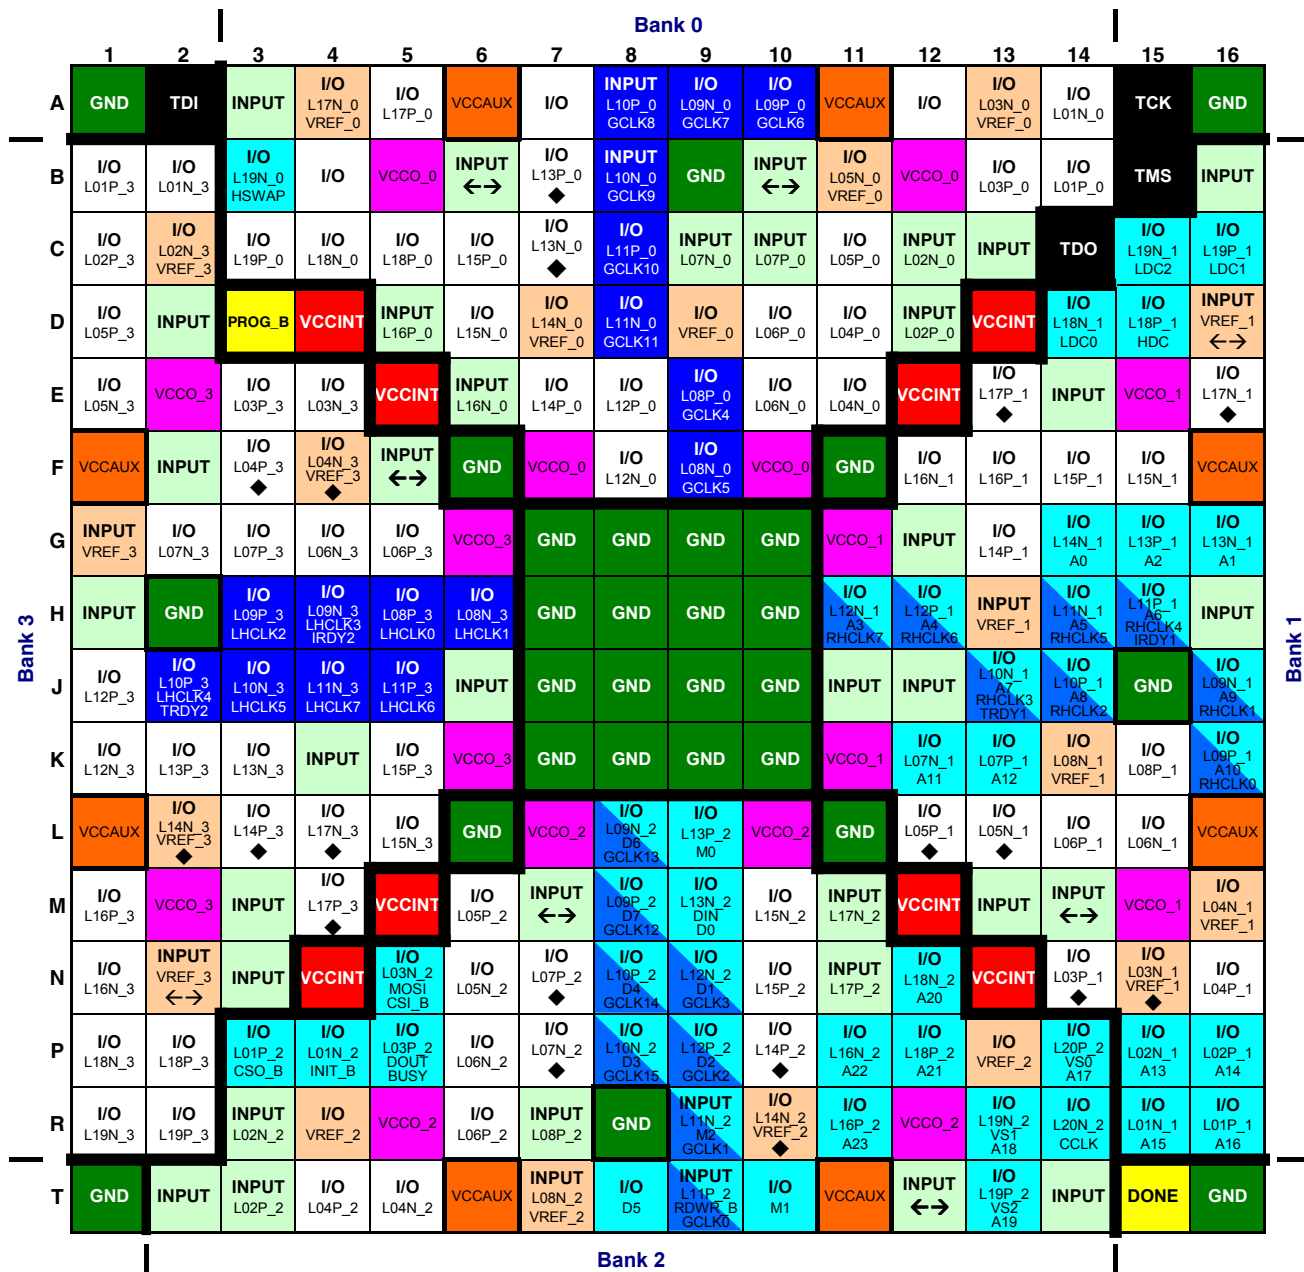 Bank 0
1 2 3 4 5 6 7 8 9 10 11 12 13 14 15 16
A
GND
TDI
INPUT
I/O
L17N_0
VREF_0
I/O
L17P_0
VCCAUX
I/O
INPUT
L10P_0
GCLK8
I/O
L09N_0
GCLK7
I/O
L09P_0
GCLK6
VCCAUX
I/O
I/O
L03N_0
VREF_0
I/O
L01N_0
TCK
GND
B
I/O
L01P_3
I/O
L01N_3
I/O
L19N_0
HSWAP
I/O
VCCO_0
INPUT
←→
I/O
L13P_0
◆
INPUT
L10N_0
GCLK9
GND
INPUT
←→
I/O
L05N_0
VREF_0
VCCO_0
I/O
L03P_0
I/O
L01P_0
TMS
INPUT
C
I/O
L02P_3
I/O
L02N_3
VREF_3
I/O
L19P_0
I/O
L18N_0
I/O
L18P_0
I/O
L15P_0
I/O
L13N_0
◆
I/O
L11P_0
GCLK10
INPUT
L07N_0
INPUT
L07P_0
I/O
L05P_0
INPUT
L02N_0
INPUT
TDO
I/O
L19N_1
LDC2
I/O
L19P_1
LDC1
D
I/O
L05P_3
INPUT
PROG_B
VCCINT
INPUT
L16P_0
I/O
L15N_0
I/O
L14N_0
VREF_0
I/O
L11N_0
GCLK11
I/O
VREF_0
I/O
L06P_0
I/O
L04P_0
INPUT
L02P_0
VCCINT
I/O
L18N_1
LDC0
I/O
L18P_1
HDC
INPUT
VREF_1
←→
E
I/O
L05N_3
VCCO_3
I/O
L03P_3
I/O
L03N_3
VCCINT
INPUT
L16N_0
I/O
L14P_0
I/O
L12P_0
I/O
L08P_0
GCLK4
I/O
L06N_0
I/O
L04N_0
VCCINT
I/O
L17P_1
◆
INPUT
VCCO_1
I/O
L17N_1
◆
F
VCCAUX
INPUT
I/O
L04P_3
◆
I/O
L04N_3
VREF_3
◆
INPUT
←→
GND
VCCO_0
I/O
L12N_0
I/O
L08N_0
GCLK5
VCCO_0
GND
I/O
L16N_1
I/O
L16P_1
I/O
L15P_1
I/O
L15N_1
VCCAUX
G
INPUT
VREF_3
I/O
L07N_3
I/O
L07P_3
I/O
L06N_3
I/O
L06P_3
VCCO_3
GND
GND
GND
GND
VCCO_1
INPUT
I/O
L14P_1
I/O
L14N_1
A0
I/O
L13P_1
A2
I/O
L13N_1
A1
Bank 3
H
INPUT
GND
I/O
L09P_3
LHCLK2
I/O
L09N_3
LHCLK3
IRDY2
I/O
L08P_3
LHCLK0
I/O
L08N_3
LHCLK1
GND
GND
GND
GND
I/O
L12N_1
A3
RHCLK7
I/O
L12P_1
A4
RHCLK6
INPUT
VREF_1
I/O
L11N_1
A5
RHCLK5
I/O
L11P_1
A6
RHCLK4
IRDY1
INPUT
Bank 1
J
I/O
L12P_3
I/O
L10P_3
LHCLK4
TRDY2
I/O
L10N_3
LHCLK5
I/O
L11N_3
LHCLK7
I/O
L11P_3
LHCLK6
INPUT
GND
GND
GND
GND
INPUT
INPUT
I/O
L10N_1
A7
RHCLK3
TRDY1
I/O
L10P_1
A8
RHCLK2
GND
I/O
L09N_1
A9
RHCLK1
K
I/O
L12N_3
I/O
L13P_3
I/O
L13N_3
INPUT
I/O
L15P_3
VCCO_3
GND
GND
GND
GND
VCCO_1
I/O
L07N_1
A11
I/O
L07P_1
A12
I/O
L08N_1
VREF_1
I/O
L08P_1
I/O
L09P_1
A10
RHCLK0
L
VCCAUX
I/O
L14N_3
VREF_3
◆
I/O
L14P_3
◆
I/O
L17N_3
◆
I/O
L15N_3
GND
VCCO_2
I/O
L09N_2
D6
GCLK13
I/O
L13P_2
M0
VCCO_2
GND
I/O
L05P_1
◆
I/O
L05N_1
◆
I/O
L06P_1
I/O
L06N_1
VCCAUX
M
I/O
L16P_3
VCCO_3
INPUT
I/O
L17P_3
◆
VCCINT
I/O
L05P_2
INPUT
←→
I/O
L09P_2
D7
GCLK12
I/O
L13N_2
DIN
D0
I/O
L15N_2
INPUT
L17N_2
VCCINT
INPUT
INPUT
←→
VCCO_1
I/O
L04N_1
VREF_1
N
I/O
L16N_3
INPUT
VREF_3
←→
INPUT
VCCINT
I/O
L03N_2
MOSI
CSI_B
I/O
L05N_2
I/O
L07P_2
◆
I/O
L10P_2
D4
GCLK14
I/O
L12N_2
D1
GCLK3
I/O
L15P_2
INPUT
L17P_2
I/O
L18N_2
A20
VCCINT
I/O
L03P_1
◆
I/O
L03N_1
VREF_1
◆
I/O
L04P_1
P
I/O
L18N_3
I/O
L18P_3
I/O
L01P_2
CSO_B
I/O
L01N_2
INIT_B
I/O
L03P_2
DOUT
BUSY
I/O
L06N_2
I/O
L07N_2
◆
I/O
L10N_2
D3
GCLK15
I/O
L12P_2
D2
GCLK2
I/O
L14P_2
◆
I/O
L16N_2
A22
I/O
L18P_2
A21
I/O
VREF_2
I/O
L20P_2
VS0
A17
I/O
L02N_1
A13
I/O
L02P_1
A14
R
I/O
L19N_3
I/O
L19P_3
INPUT
L02N_2
I/O
VREF_2
VCCO_2
I/O
L06P_2
INPUT
L08P_2
GND
INPUT
L11N_2
M2
GCLK1
I/O
L14N_2
VREF_2
◆
I/O
L16P_2
A23
VCCO_2
I/O
L19N_2
VS1
A18
I/O
L20N_2
CCLK
I/O
L01N_1
A15
I/O
L01P_1
A16
T
GND
INPUT
INPUT
L02P_2
I/O
L04P_2
I/O
L04N_2
VCCAUX
INPUT
L08N_2
VREF_2
I/O
D5
INPUT
L11P_2
RDWR_B
GCLK0
I/O
M1
VCCAUX
INPUT
←→
I/O
L19P_2
VS2
A19
INPUT
DONE
GND
Bank 2